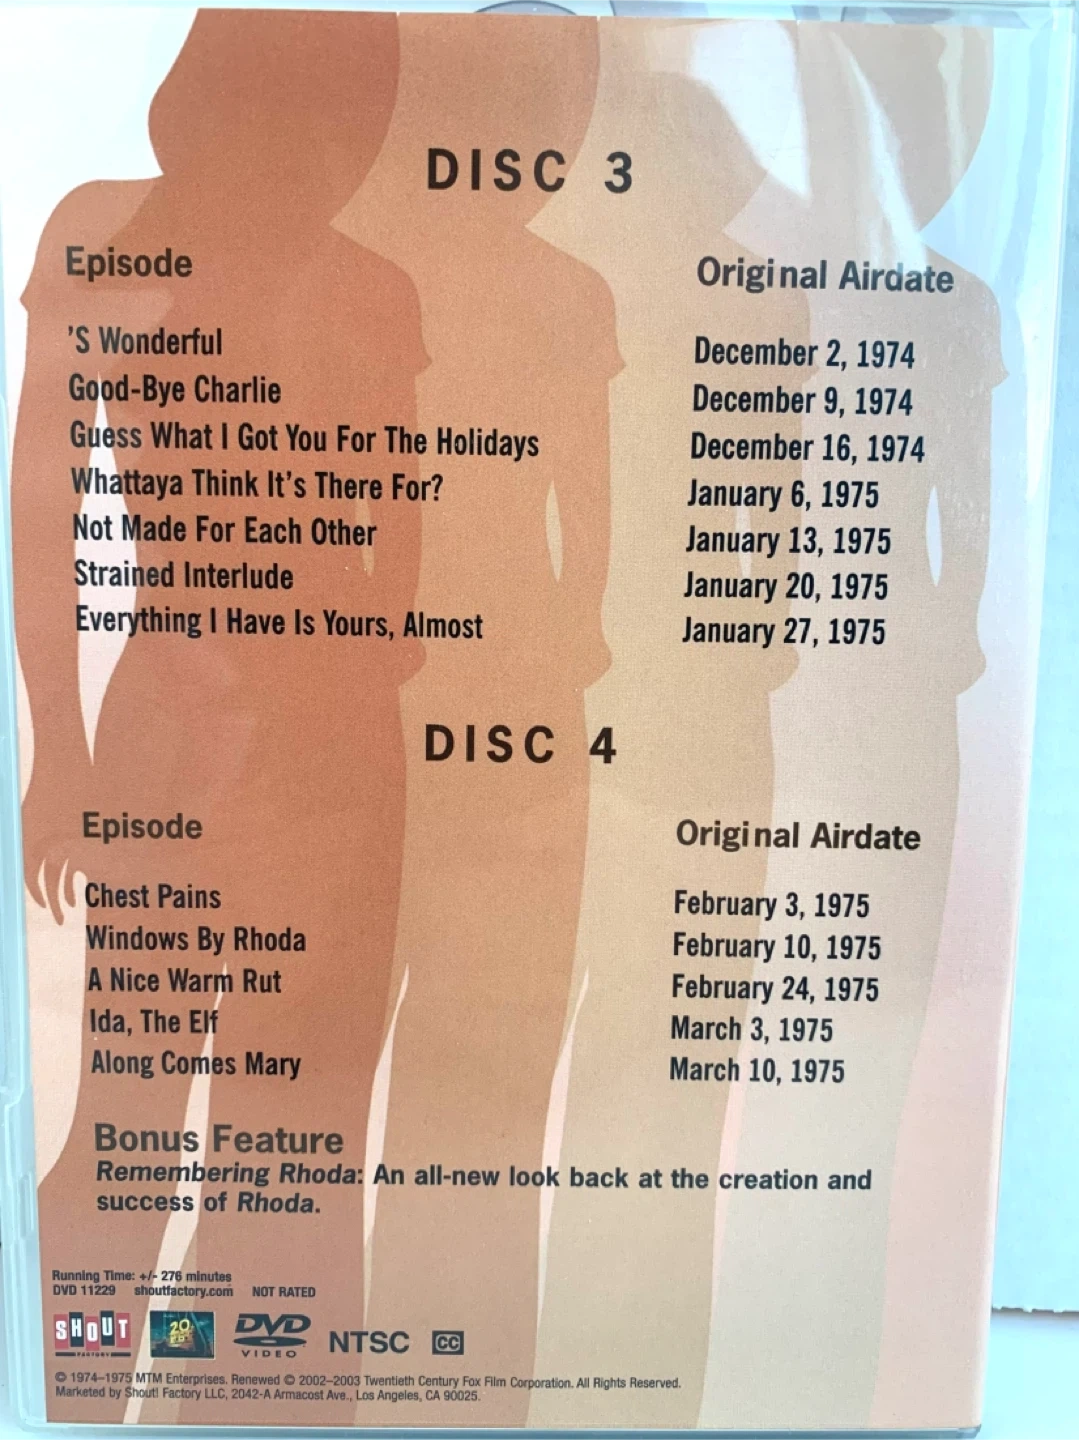 DISC 3
Episode Original Airdate
'S Wonderful December 2, 1974
Good-Bye Charlie December 9, 1974
Guess What I Got You For The Holidays December 16, 1974
Whattaya Think It's There For? January 6, 1975
Not Made For Each Other January 13, 1975
Strained Interlude January 20, 1975
Everything I Have Is Yours, Almost January 27, 1975
DISC 4
Episode Original Airdate
Chest Pains February 3, 1975
Windows By Rhoda February 10, 1975
A Nice Warm Rut February 24, 1975
Ida, The Elf March 3, 1975
Along Comes Mary March 10, 1975
Bonus Feature
Remembering Rhoda: An all-new look back at the creation and
success of Rhoda.
Running Time: +/- 276 minutes
DVD 11229 shoutfactory.com NOT RATED
SHOUT FACTORY 20 FOX DVD VIDEO NTSC CC
© 1974–1975 MTM Enterprises. Renewed © 2002–2003 Twentieth Century Fox Film Corporation. All Rights Reserved.
Marketed by Shout! Factory LLC, 2042-A Armacost Ave., Los Angeles, CA 90025.